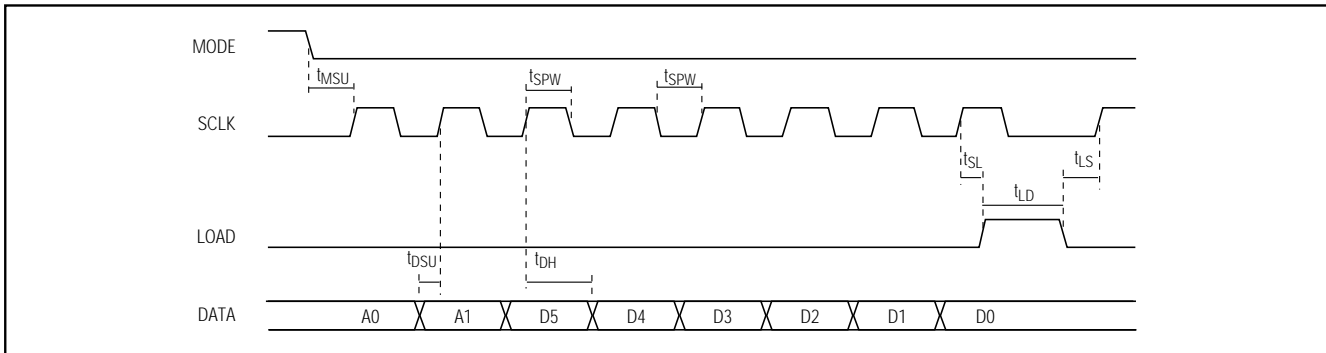 MODE
tMSU
tSPW
tSPW
SCLK
tSL
tLS
tLD
LOAD
tDSU
tDH
DATA
A0 A1 D5 D4 D3 D2 D1 D0